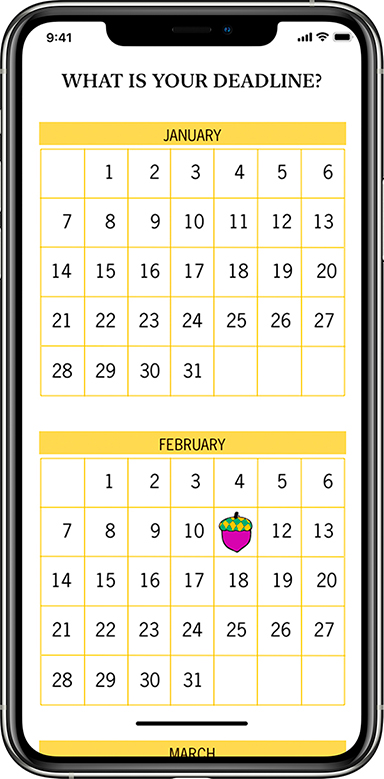 9:41
WHAT IS YOUR DEADLINE?
JANUARY
1 2 3 4 5 6
7 8 9 10 11 12 13
14 15 16 17 18 19 20
21 22 23 24 25 26 27
28 29 30 31
FEBRUARY
1 2 3 4 5 6
7 8 9 10 12 13
14 15 16 17 18 19 20
21 22 23 24 25 26 27
28 29 30 31
MARCH